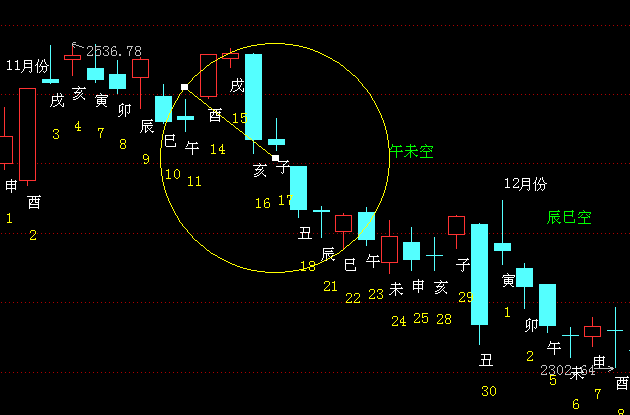 2536.78
11月份
戌
亥
寅
卯
辰
巳
午
酉
戌
亥
子
丑
辰
巳
午
未
申
亥
子
丑
寅
卯
午
未
申
酉
申
酉
1
2
3
4
7
8
9
10
11
14
15
16
17
18
21
22
23
24
25
28
29
30
1
2
5
6
7
8
午未空
12月份
辰巳空
2302.64